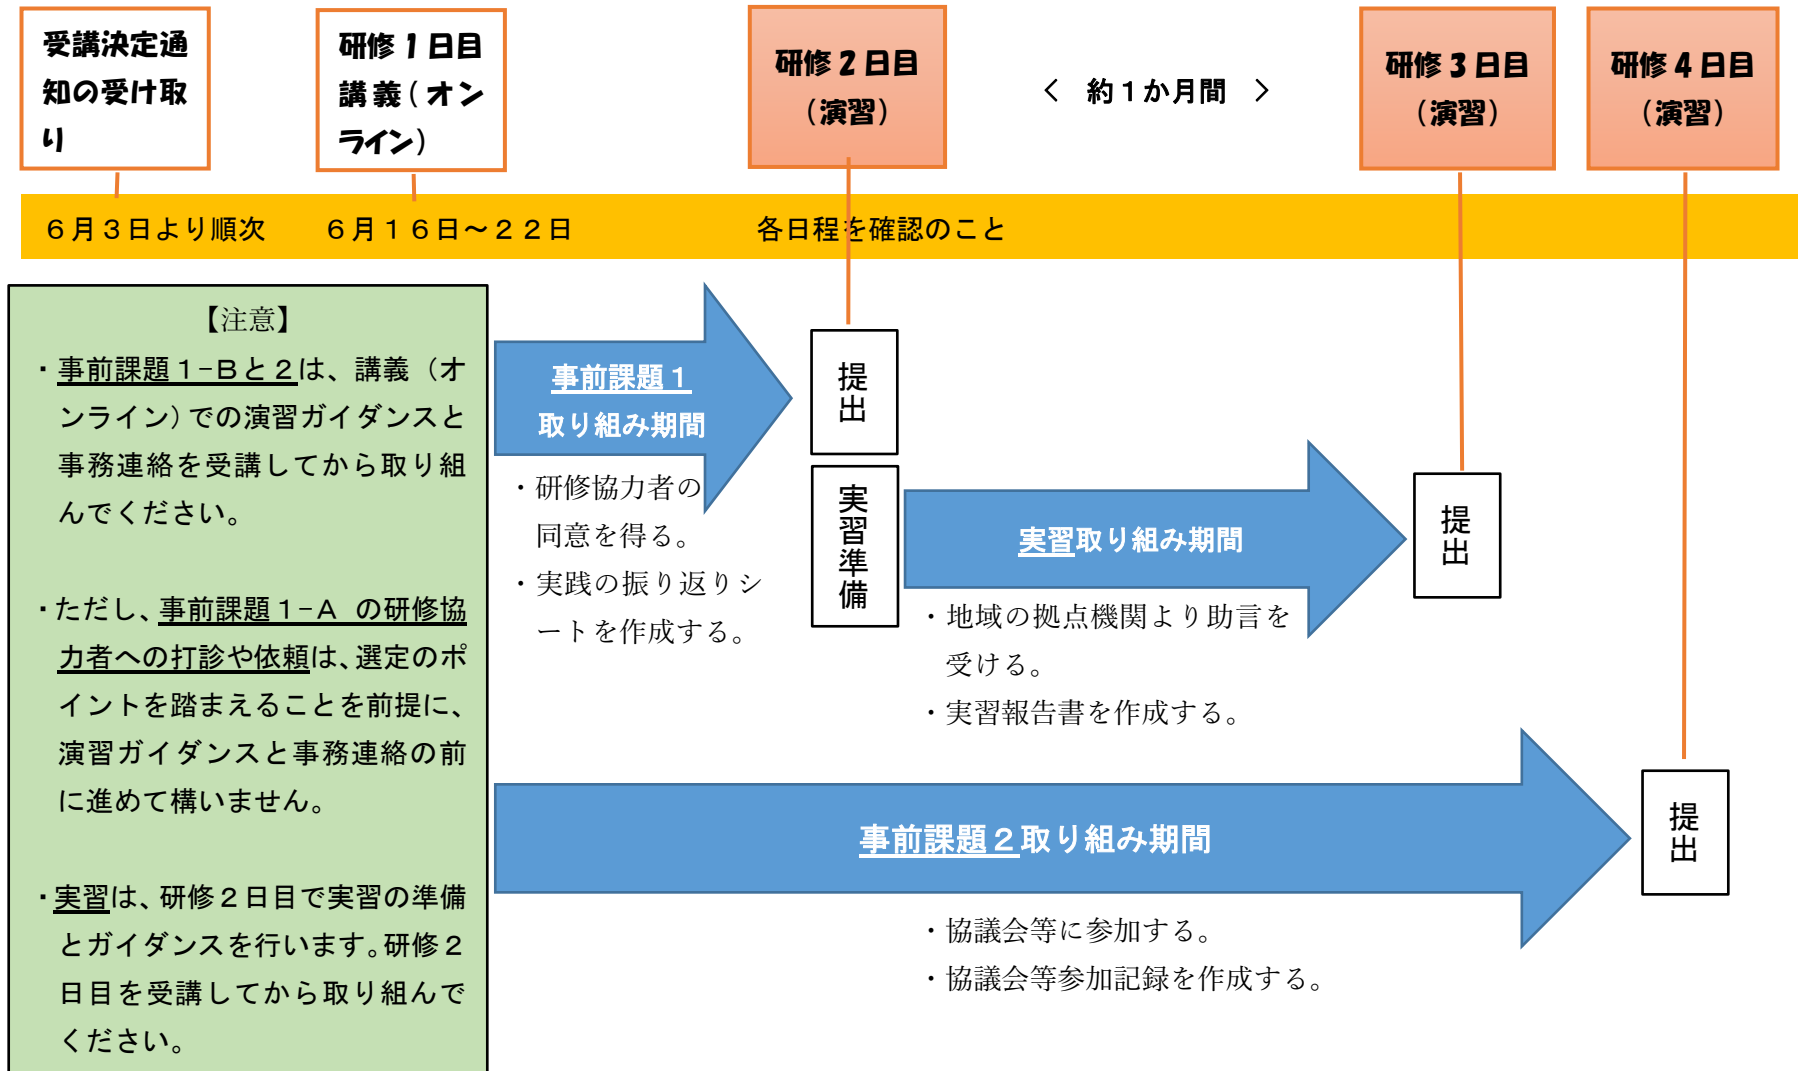 受講決定通
知の受け取
り
研修1日目
講義(オン
ライン)
研修2日目
(演習)
〈 約1か月間 〉
研修3日目
(演習)
研修4日目
(演習)
6月3日より順次
6月16日～22日
各日程を確認のこと
【注意】
・事前課題1-Bと2は、講義（オ
ンライン）での演習ガイダンスと
事務連絡を受講してから取り組
んでください。
・ただし、事前課題1-A の研修協
力者への打診や依頼は、選定のポ
イントを踏まえることを前提に、
演習ガイダンスと事務連絡の前
に進めて構いません。
・実習は、研修2日目で実習の準備
とガイダンスを行います。研修2
日目を受講してから取り組んで
ください。
事前課題1
取り組み期間
・研修協力者の
同意を得る。
・実践の振り返りシ
ートを作成する。
提出
実習準備
実習取り組み期間
・地域の拠点機関より助言を
受ける。
・実習報告書を作成する。
提出
事前課題2取り組み期間
・協議会等に参加する。
・協議会等参加記録を作成する。
提出